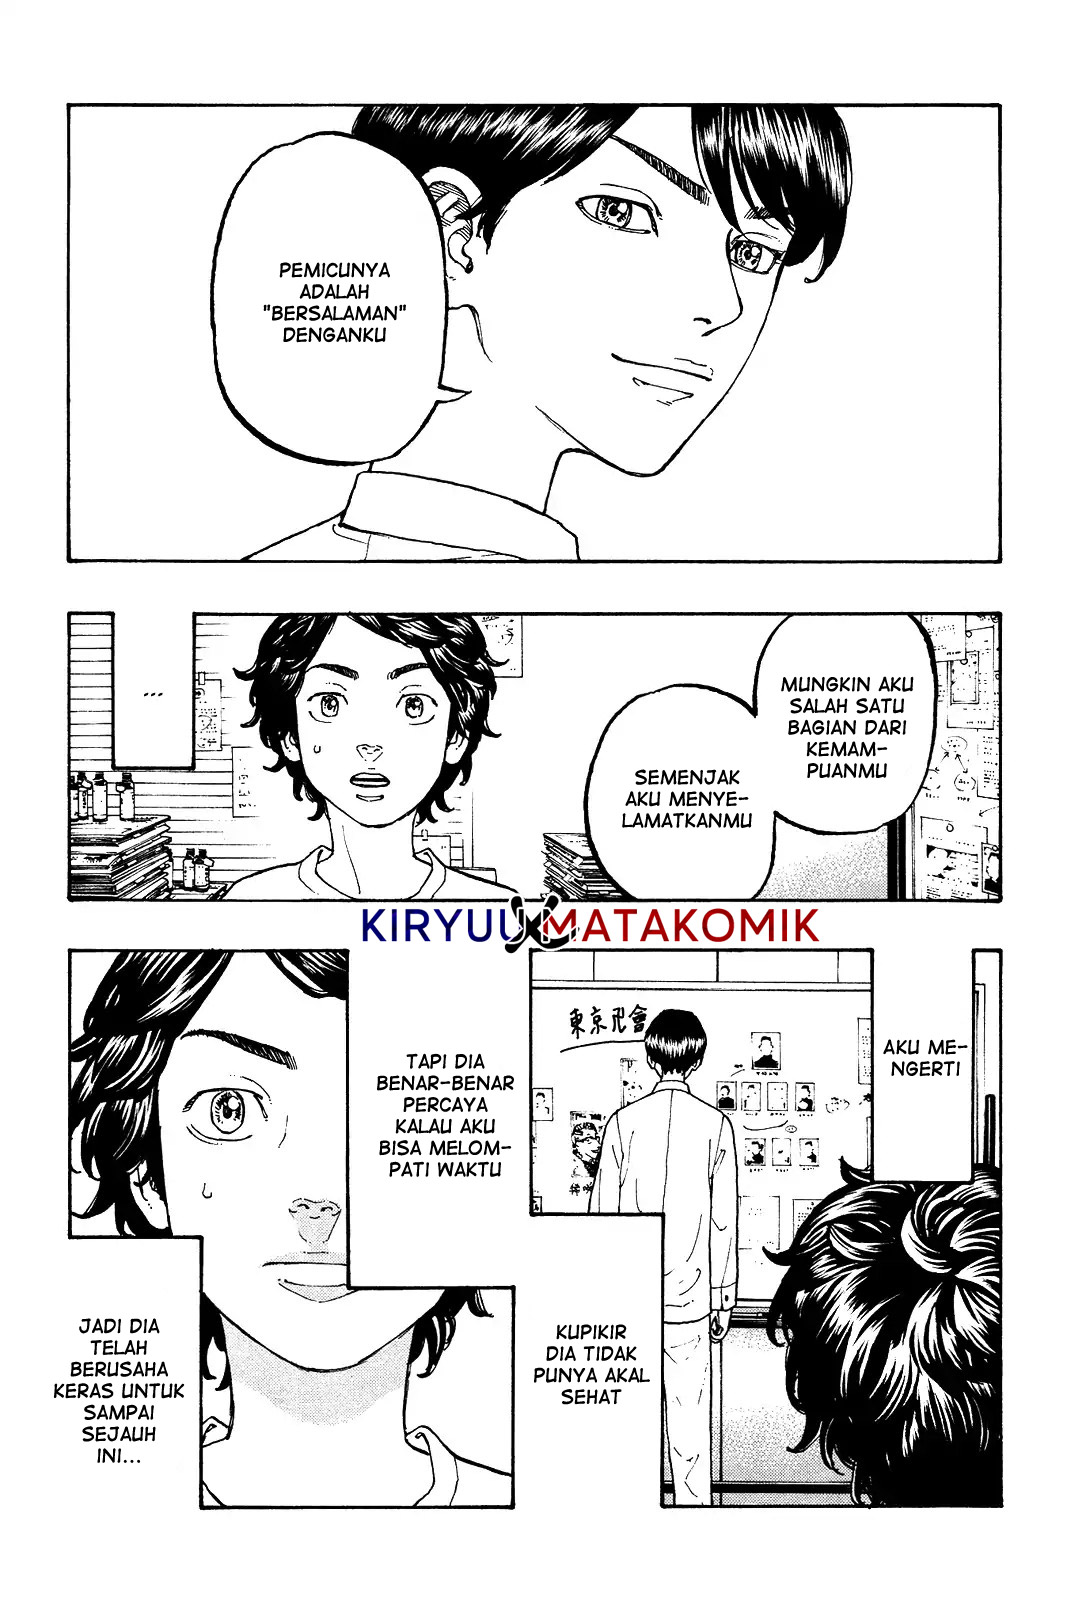 PEMICUNYA
ADALAH
"BERSALAMAN"
DENGANKU
MUNGKIN AKU
SALAH SATU
BAGIAN DARI
KEMAM-
PUANMU
SEMENJAK
AKU MENYE-
LAMATKANMU
...
KIRYUU X MATAKOMIK
AKU ME-
NGERTI
東京卍會
KUPIKIR
DIA TIDAK
PUNYA AKAL
SEHAT
TAPI DIA
BENAR-BENAR
PERCAYA
KALAU AKU
BISA MELOM-
PATI WAKTU
JADI DIA
TELAH
BERUSAHA
KERAS UNTUK
SAMPAI
SEJAUH
INI...